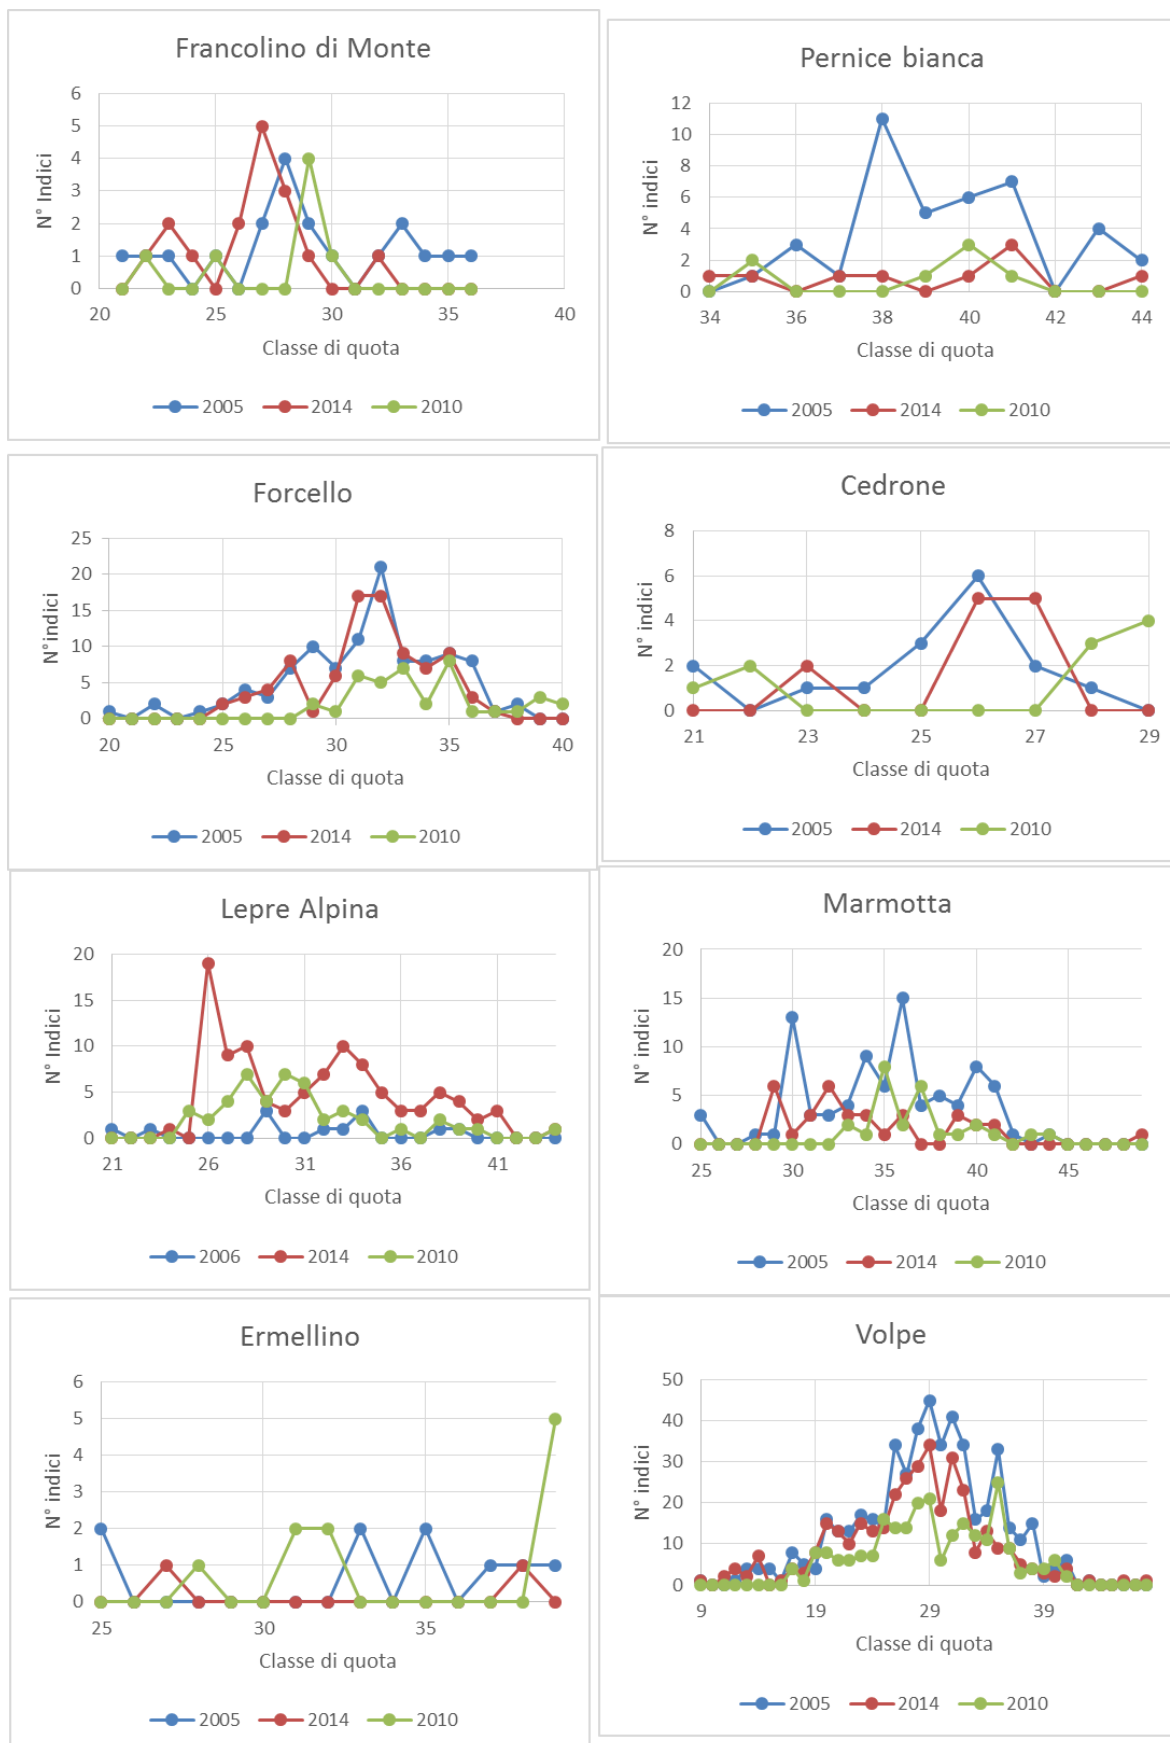 Francolino di Monte
6
5
4
3
2
1
0
N° Indici
20 25 30 35 40
Classe di quota
2005 2014 2010
Pernice bianca
12
10
8
6
4
2
0
N° indici
34 36 38 40 42 44
Classe di quota
2005 2014 2010
Forcello
25
20
15
10
5
0
N°indici
20 25 30 35 40
Classe di quota
2005 2014 2010
Cedrone
8
6
4
2
0
N° indici
21 23 25 27 29
Classe di quota
2005 2014 2010
Lepre Alpina
20
15
10
5
0
N° Indici
21 26 31 36 41
Classe di quota
2006 2014 2010
Marmotta
20
15
10
5
0
N° indici
25 30 35 40 45
Classe di quota
2005 2014 2010
Ermellino
6
5
4
3
2
1
0
N° indici
25 30 35
Classe di quota
2005 2014 2010
Volpe
50
40
30
20
10
0
N° indici
9 19 29 39
Classe di quota
2005 2014 2010